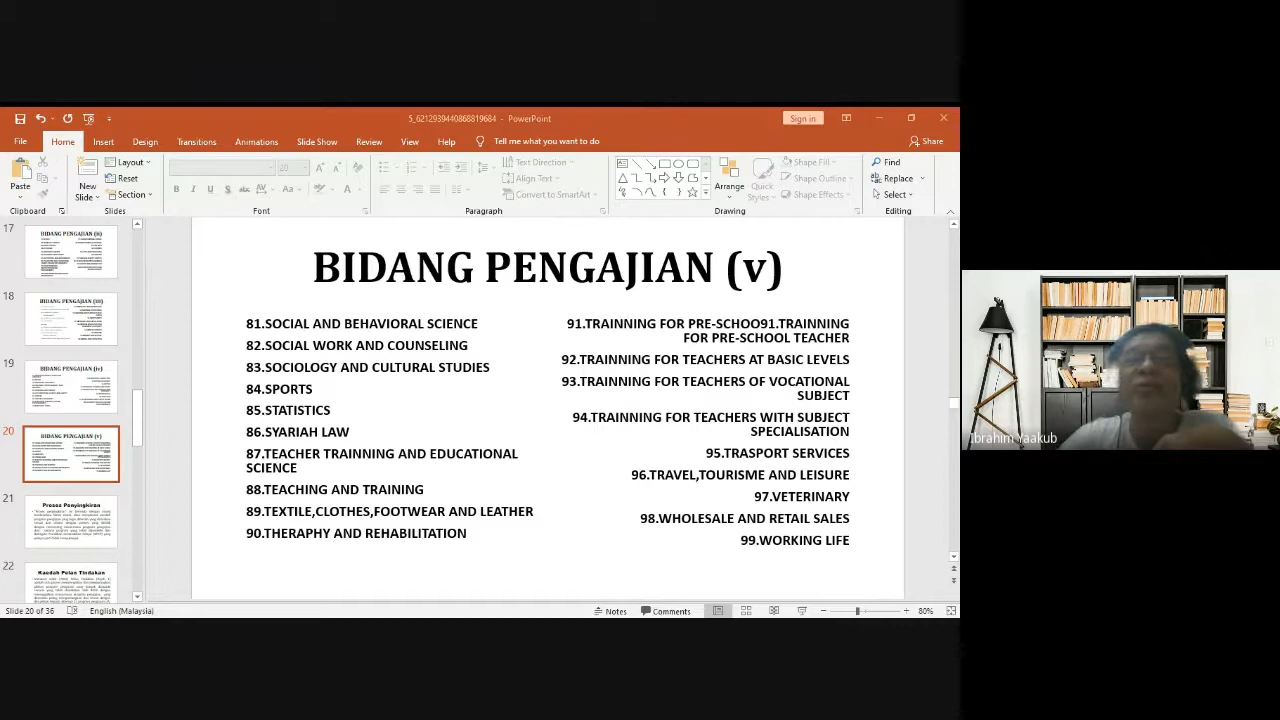 5_6212939440868819684 - PowerPoint
Sign in
File
Home
Insert
Design
Transitions
Animations
Slide Show
Review
View
Help
Tell me what you want to do
Share
Paste
New Slide
Layout
Reset
Section
20
Text Direction
Align Text
Convert to SmartArt
Arrange
Quick Styles
Shape Fill
Shape Outline
Shape Effects
Find
Replace
Select
Clipboard
Slides
Font
Paragraph
Drawing
Editing
17
BIDANG PENGAJIAN (ii)
18
BIDANG PENGAJIAN (iii)
19
BIDANG PENGAJIAN (iv)
20
BIDANG PENGAJIAN (v)
21
Proses Penyingkiran
22
Kaedah Pelan Tindakan
BIDANG PENGAJIAN (v)
81.SOCIAL AND BEHAVIORAL SCIENCE
82.SOCIAL WORK AND COUNSELING
83.SOCIOLOGY AND CULTURAL STUDIES
84.SPORTS
85.STATISTICS
86.SYARIAH LAW
87.TEACHER TRAINNING AND EDUCATIONAL
SCIENCE
88.TEACHING AND TRAINING
89.TEXTILE,CLOTHES,FOOTWEAR AND LEATHER
90.THERAPHY AND REHABILITATION
91.TRAINNING FOR PRE-SCHOO91.TRAINNING
FOR PRE-SCHOOL TEACHER
92.TRAINNING FOR TEACHERS AT BASIC LEVELS
93.TRAINNING FOR TEACHERS OF VOCATIONAL
SUBJECT
94.TRAINNING FOR TEACHERS WITH SUBJECT
SPECIALISATION
95.TRASPORT SERVICES
96.TRAVEL,TOURISME AND LEISURE
97.VETERINARY
98.WHOLESALE AND RETAIL SALES
99.WORKING LIFE
Slide 20 of 36
English (Malaysia)
Notes
Comments
80%
Ibrahim Yaakub